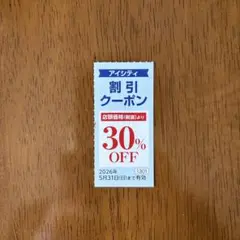 アイシティ
割引
クーポン
店頭価格(税抜)より
30%
OFF
2026年
5月31日(日)まで有効